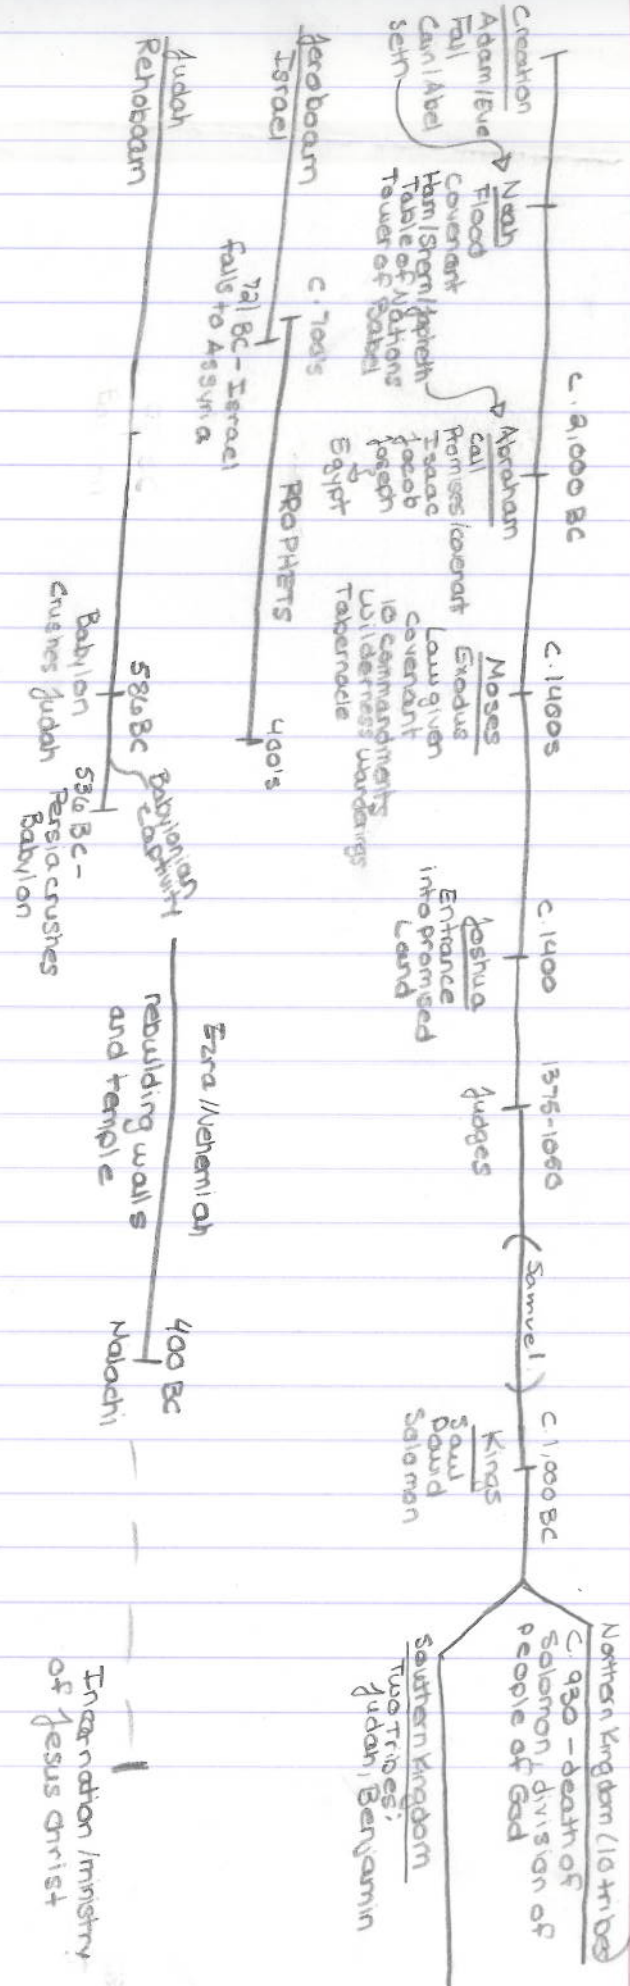 Creation
Adam/Eve
Fall
Cain/Abel
Seth
Noah
Flood
Covenant
Ham/Shem/Japheth
Table of Nations
Tower of Babel
c. 2,000 BC
Abraham
Call
Promises/covenant
Isaac
Jacob
Joseph
Egypt
c. 1400s
Moses
Exodus
Law given
Covenant
10 commandments
Wilderness wanderings
Tabernacle
c. 1400
Joshua
Entrance
into promised
Land
1375-1050
Judges
(Samuel)
c. 1,000 BC
Kings
Saul
David
Solomon
Northern Kingdom (10 tribes)
c. 930 - death of
Solomon, division of
people of God
Southern Kingdom
Two Tribes:
Judah, Benjamin
Jeroboam
Israel
c. 700's
721 BC - Israel
falls to Assyria
PROPHETS
400's
Judah
Rehoboam
586 BC
Babylon
crushes Judah
Babylonian
captivity
536 BC -
Persia crushes
Babylon
Ezra/Nehemiah
rebuilding walls
and temple
400 BC
Malachi
Incarnation/ministry
of Jesus Christ